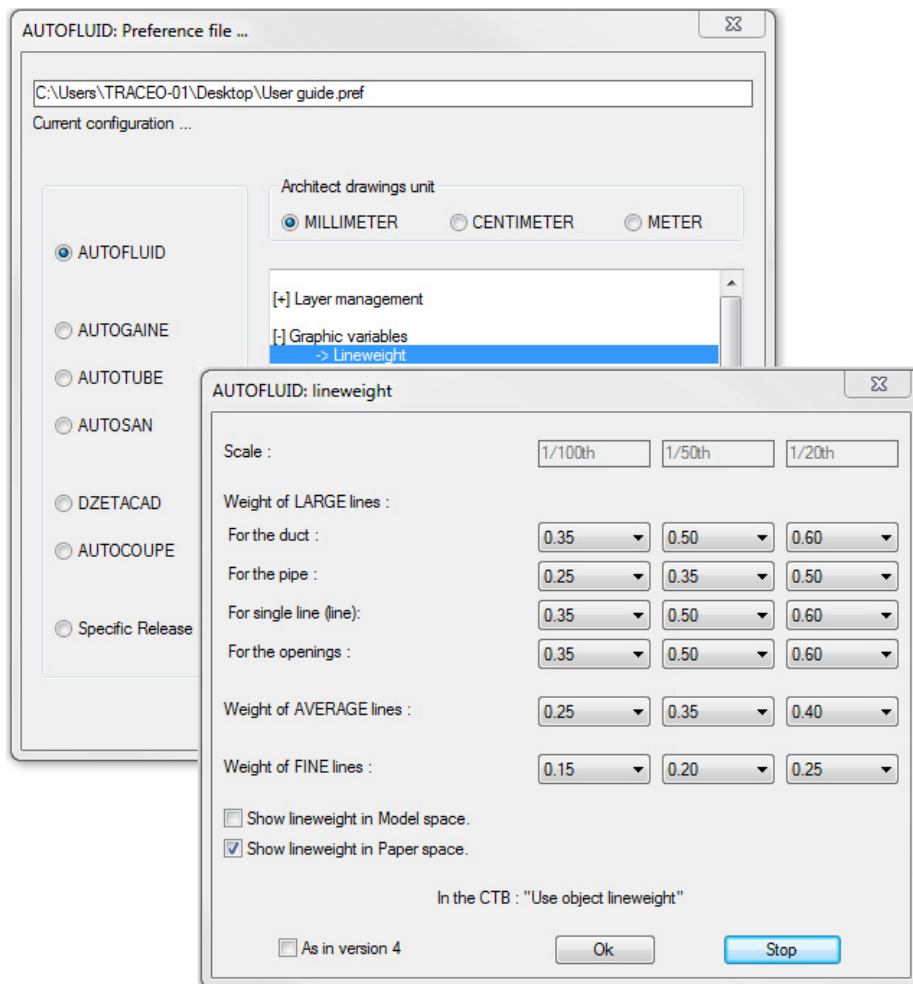 AUTOFLUID: Preference file ...
C:\Users\TRACEO-01\Desktop\User guide.pref
Current configuration ...
Architect drawings unit
MILLIMETER CENTIMETER METER
AUTOFLUID
AUTOGAINE
AUTOTUBE
AUTOSAN
DZETACAD
AUTOCOUPE
Specific Release
[+] Layer management
[-] Graphic variables
-> Lineweight
AUTOFLUID: lineweight
Scale : 1/100th 1/50th 1/20th
Weight of LARGE lines :
For the duct : 0.35 0.50 0.60
For the pipe : 0.25 0.35 0.50
For single line (line): 0.35 0.50 0.60
For the openings : 0.35 0.50 0.60
Weight of AVERAGE lines : 0.25 0.35 0.40
Weight of FINE lines : 0.15 0.20 0.25
Show lineweight in Model space.
Show lineweight in Paper space.
In the CTB : "Use object lineweight"
As in version 4 Ok Stop